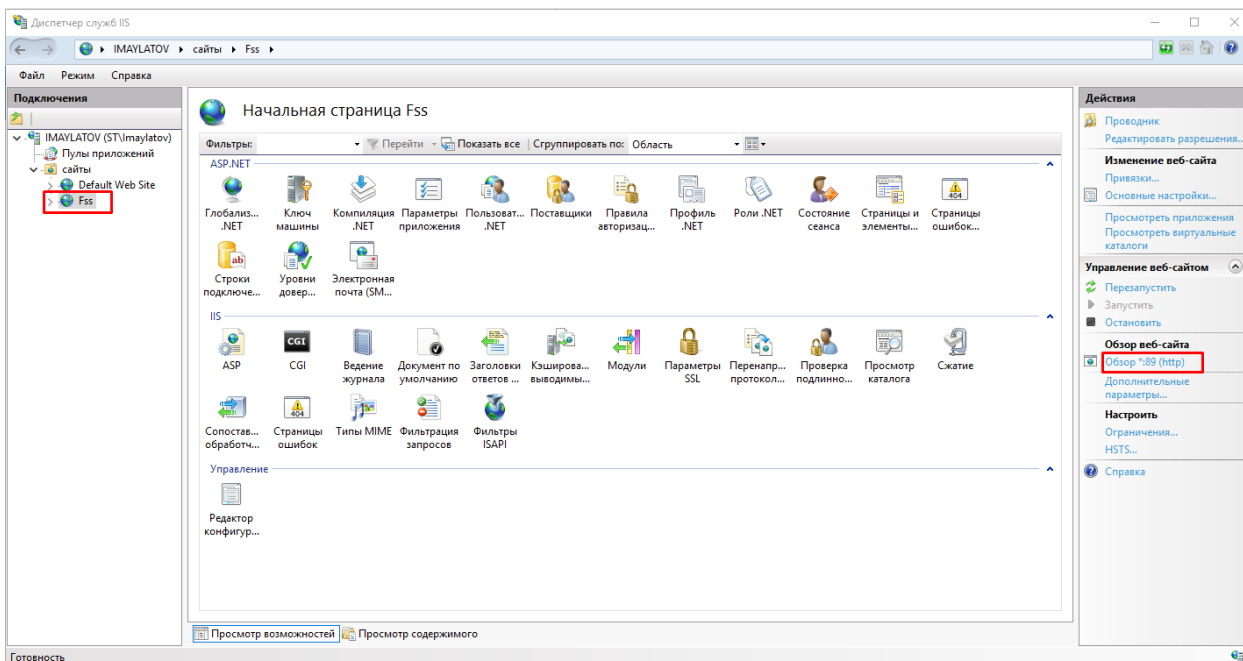 Диспетчер служб IIS
IMAYLATOV
сайты
Fss
Файл Режим Справка
Подключения
IMAYLATOV (ST\Imaylatov)
Пулы приложений
сайты
Default Web Site
Fss
Начальная страница Fss
Фильтры: Перейти Показать все Сгруппировать по: Область
ASP.NET
Глобализ... Ключ Компиляция Параметры Пользоват... Поставщики Правила Профиль Роли .NET Состояние Страницы и Страницы
.NET машины .NET приложения .NET авторизац... .NET сеанса элементы... ошибок...
Строки Уровни Электронная
подключе... довер... почта (SM...
IIS
ASP CGI Ведение Документ по Заголовки Кэширова... Модули Параметры Перенапр... Проверка Просмотр Сжатие
журнала умолчанию ответов ... выводимы... SSL протокол... подлинно... каталога
Сопостав... Страницы Типы MIME Фильтрация Фильтры
обработч... ошибок запросов ISAPI
Управление
Редактор
конфигур...
Просмотр возможностей Просмотр содержимого
Действия
Проводник
Редактировать разрешения...
Изменение веб-сайта
Привязки...
Основные настройки...
Просмотреть приложения
Просмотреть виртуальные
каталоги
Управление веб-сайтом
Перезапустить
Запустить
Остановить
Обзор веб-сайта
Обзор *:89 (http)
Дополнительные
параметры...
Настроить
Ограничения...
HSTS...
Справка
Готовность